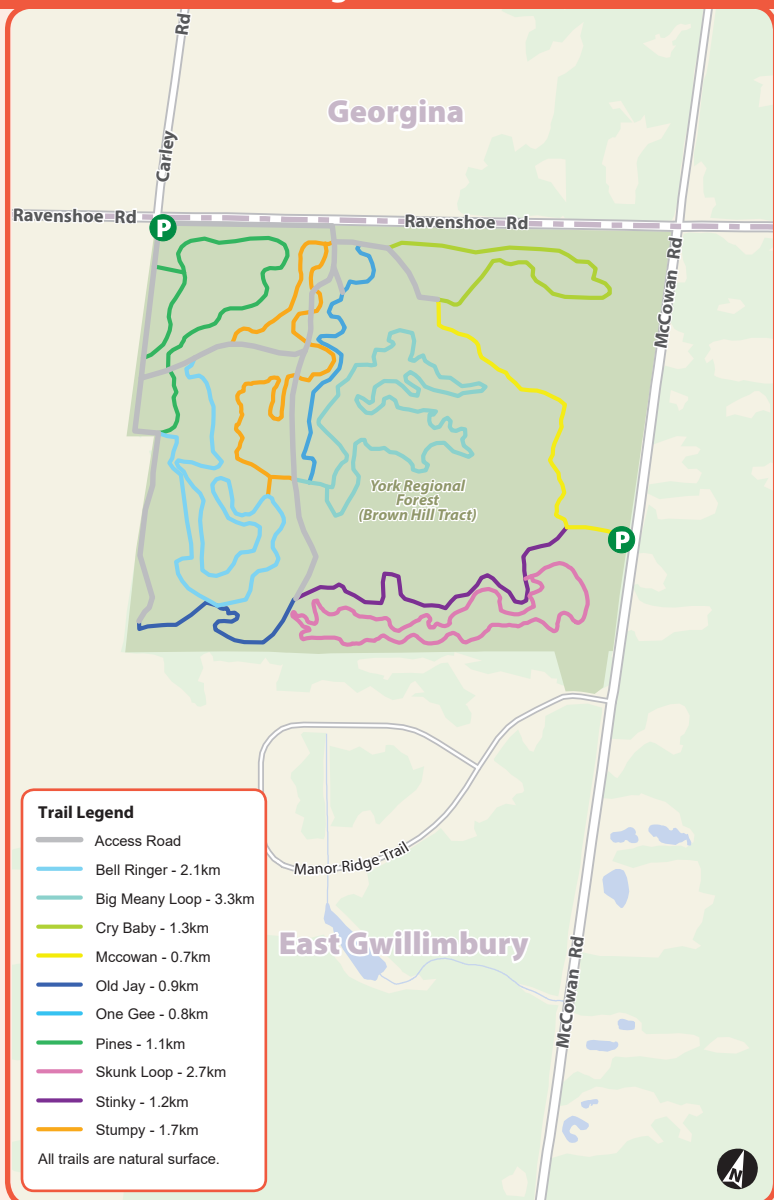 Rd
Georgina
Carley
Ravenshoe Rd
P
Ravenshoe Rd
McCowan Rd
York Regional
Forest
(Brown Hill Tract)
P
Trail Legend
Access Road
Bell Ringer - 2.1km
Big Meany Loop - 3.3km
Cry Baby - 1.3km
Mccowan - 0.7km
Old Jay - 0.9km
One Gee - 0.8km
Pines - 1.1km
Skunk Loop - 2.7km
Stinky - 1.2km
Stumpy - 1.7km
All trails are natural surface.
Manor Ridge Trail
East Gwillimbury
McCowan Rd
N